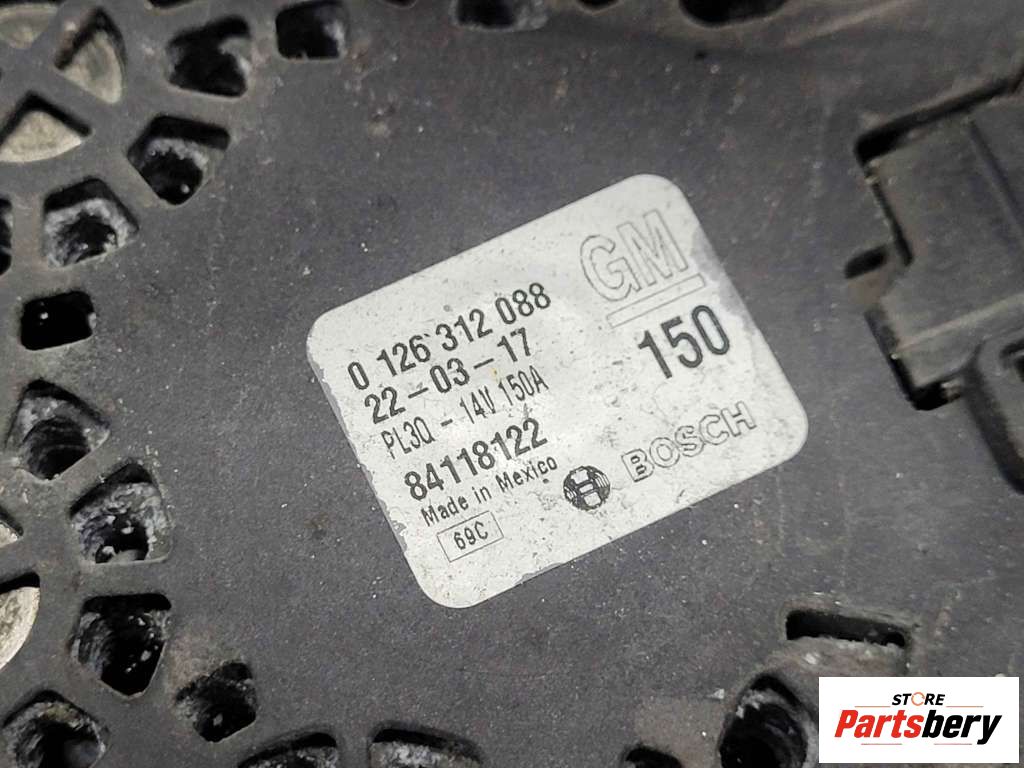 GM
0 126 312 088
22-03-17
PL3Q - 14V 150A
150
84118122
Made in Mexico
BOSCH
69C
STORE
Partsbery